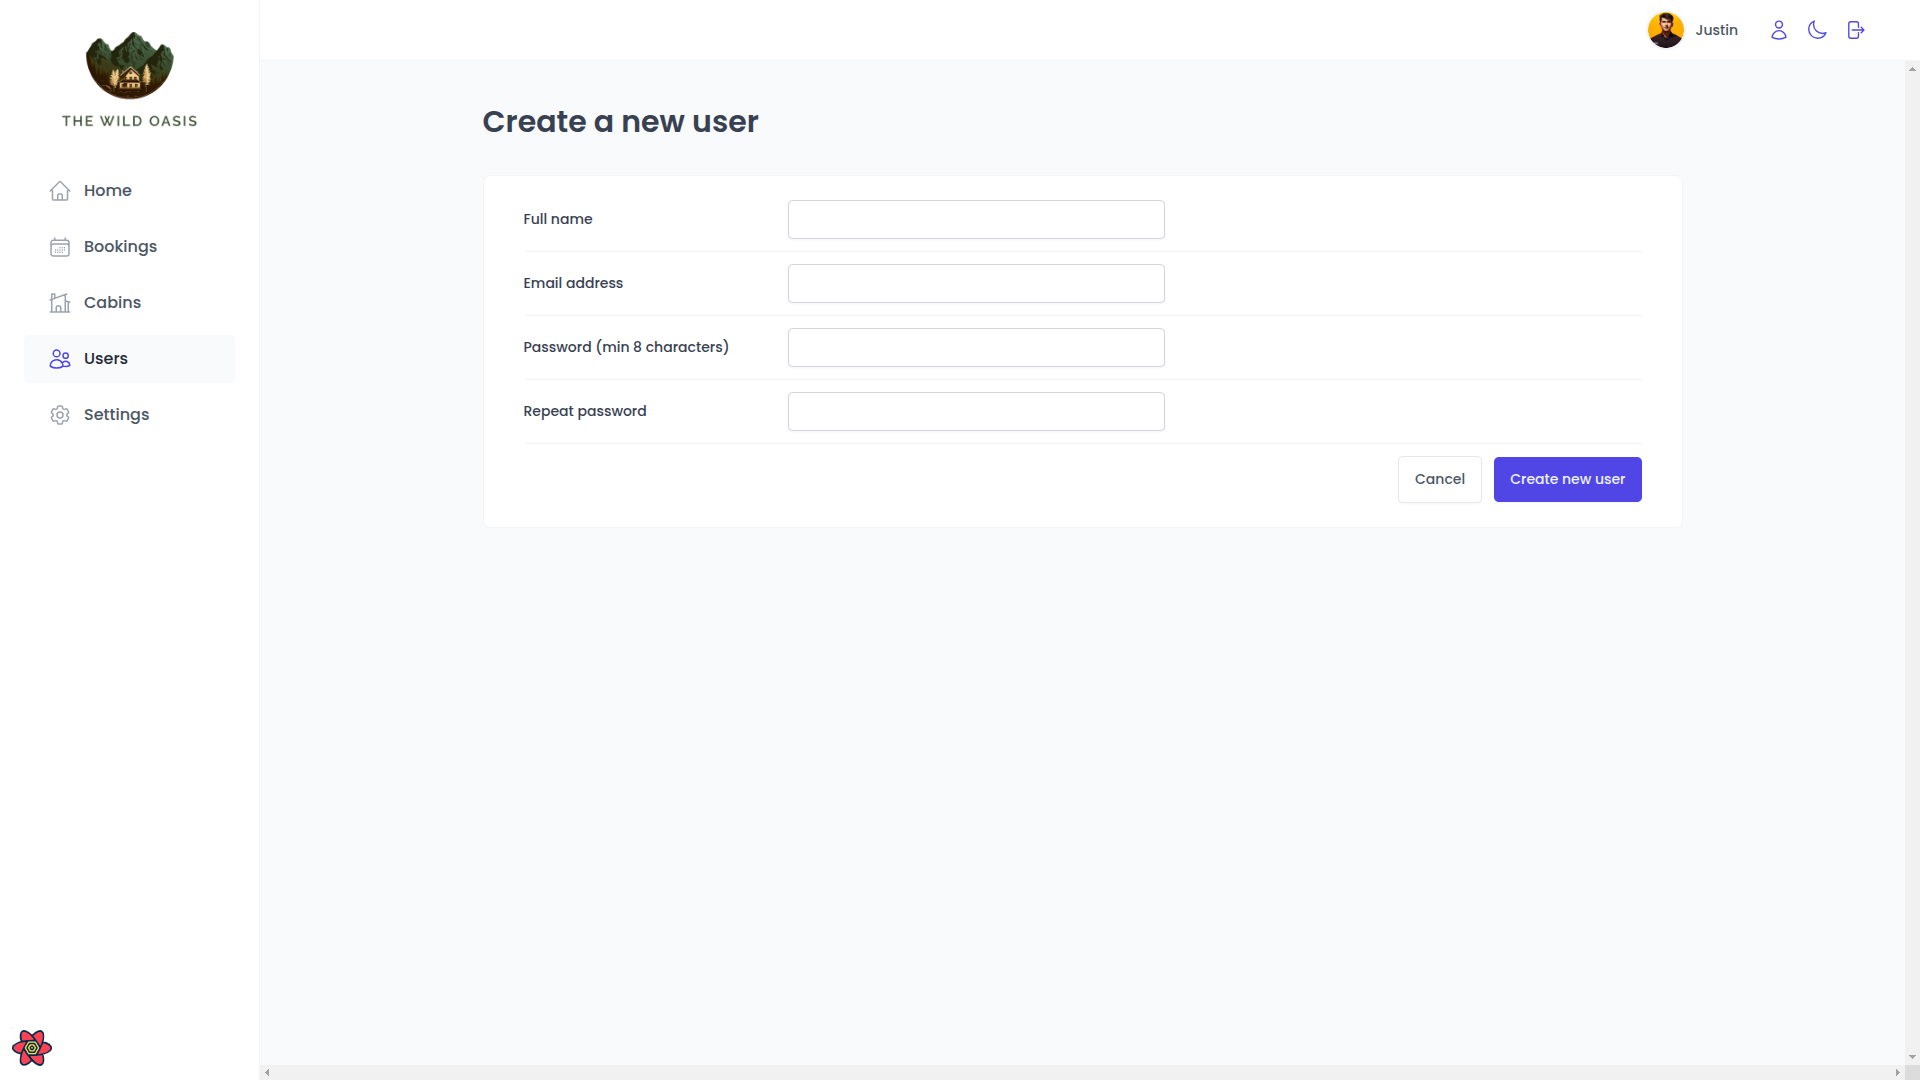 THE WILD OASIS
Home
Bookings
Cabins
Users
Settings
Justin
Create a new user
Full name
Email address
Password (min 8 characters)
Repeat password
Cancel
Create new user